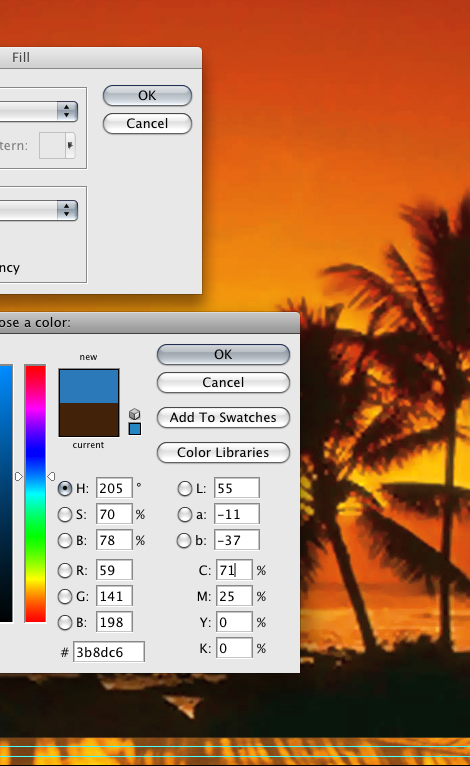 Fill
OK
Cancel
tern:
ncy
ose a color:
new
current
OK
Cancel
Add To Swatches
Color Libraries
H: 205 °
L: 55
S: 70 %
a: -11
B: 78 %
b: -37
R: 59
C: 71 %
G: 141
M: 25 %
B: 198
Y: 0 %
# 3b8dc6
K: 0 %